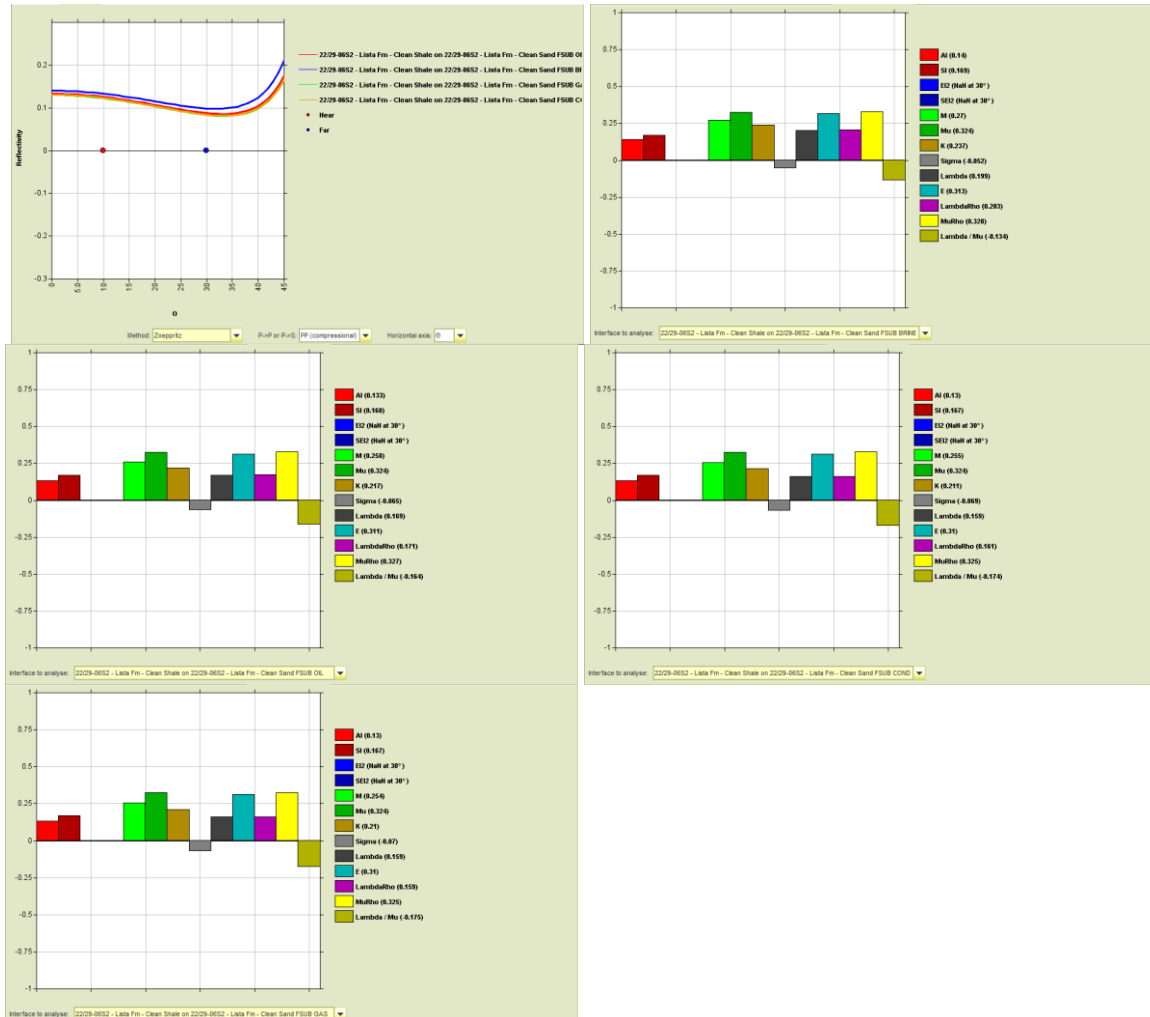 0.2
0.1
0
-0.1
-0.2
-0.3
Reflectivity
0 5.0 10 15 20 25 30 35 40 45
Θ
22/29-06S2 - Lista Fm - Clean Shale on 22/29-06S2 - Lista Fm - Clean Sand FSUB OI
22/29-06S2 - Lista Fm - Clean Shale on 22/29-06S2 - Lista Fm - Clean Sand FSUB BR
22/29-06S2 - Lista Fm - Clean Shale on 22/29-06S2 - Lista Fm - Clean Sand FSUB GA
22/29-06S2 - Lista Fm - Clean Shale on 22/29-06S2 - Lista Fm - Clean Sand FSUB CO
Near
Far
Method: Zoeppritz P->P or P->S: PP (compressional) Horizontal axis: Θ
1
0.75
0.5
0.25
0
-0.25
-0.5
-0.75
-1
AI (0.14)
SI (0.169)
EI2 (NaN at 30°)
SEI2 (NaN at 30°)
M (0.27)
Mu (0.324)
K (0.237)
Sigma (-0.052)
Lambda (0.199)
E (0.313)
LambdaRho (0.203)
MuRho (0.328)
Lambda / Mu (-0.134)
Interface to analyse: 22/29-06S2 - Lista Fm - Clean Shale on 22/29-06S2 - Lista Fm - Clean Sand FSUB BRINE
1
0.75
0.5
0.25
0
-0.25
-0.5
-0.75
-1
AI (0.133)
SI (0.168)
EI2 (NaN at 30°)
SEI2 (NaN at 30°)
M (0.258)
Mu (0.324)
K (0.217)
Sigma (-0.065)
Lambda (0.169)
E (0.311)
LambdaRho (0.171)
MuRho (0.327)
Lambda / Mu (-0.164)
Interface to analyse: 22/29-06S2 - Lista Fm - Clean Shale on 22/29-06S2 - Lista Fm - Clean Sand FSUB OIL
1
0.75
0.5
0.25
0
-0.25
-0.5
-0.75
-1
AI (0.13)
SI (0.167)
EI2 (NaN at 30°)
SEI2 (NaN at 30°)
M (0.255)
Mu (0.324)
K (0.211)
Sigma (-0.069)
Lambda (0.159)
E (0.31)
LambdaRho (0.161)
MuRho (0.325)
Lambda / Mu (-0.174)
Interface to analyse: 22/29-06S2 - Lista Fm - Clean Shale on 22/29-06S2 - Lista Fm - Clean Sand FSUB COND
1
0.75
0.5
0.25
0
-0.25
-0.5
-0.75
-1
AI (0.13)
SI (0.167)
EI2 (NaN at 30°)
SEI2 (NaN at 30°)
M (0.254)
Mu (0.324)
K (0.21)
Sigma (-0.07)
Lambda (0.159)
E (0.31)
LambdaRho (0.159)
MuRho (0.325)
Lambda / Mu (-0.175)
Interface to analyse: 22/29-06S2 - Lista Fm - Clean Shale on 22/29-06S2 - Lista Fm - Clean Sand FSUB GAS